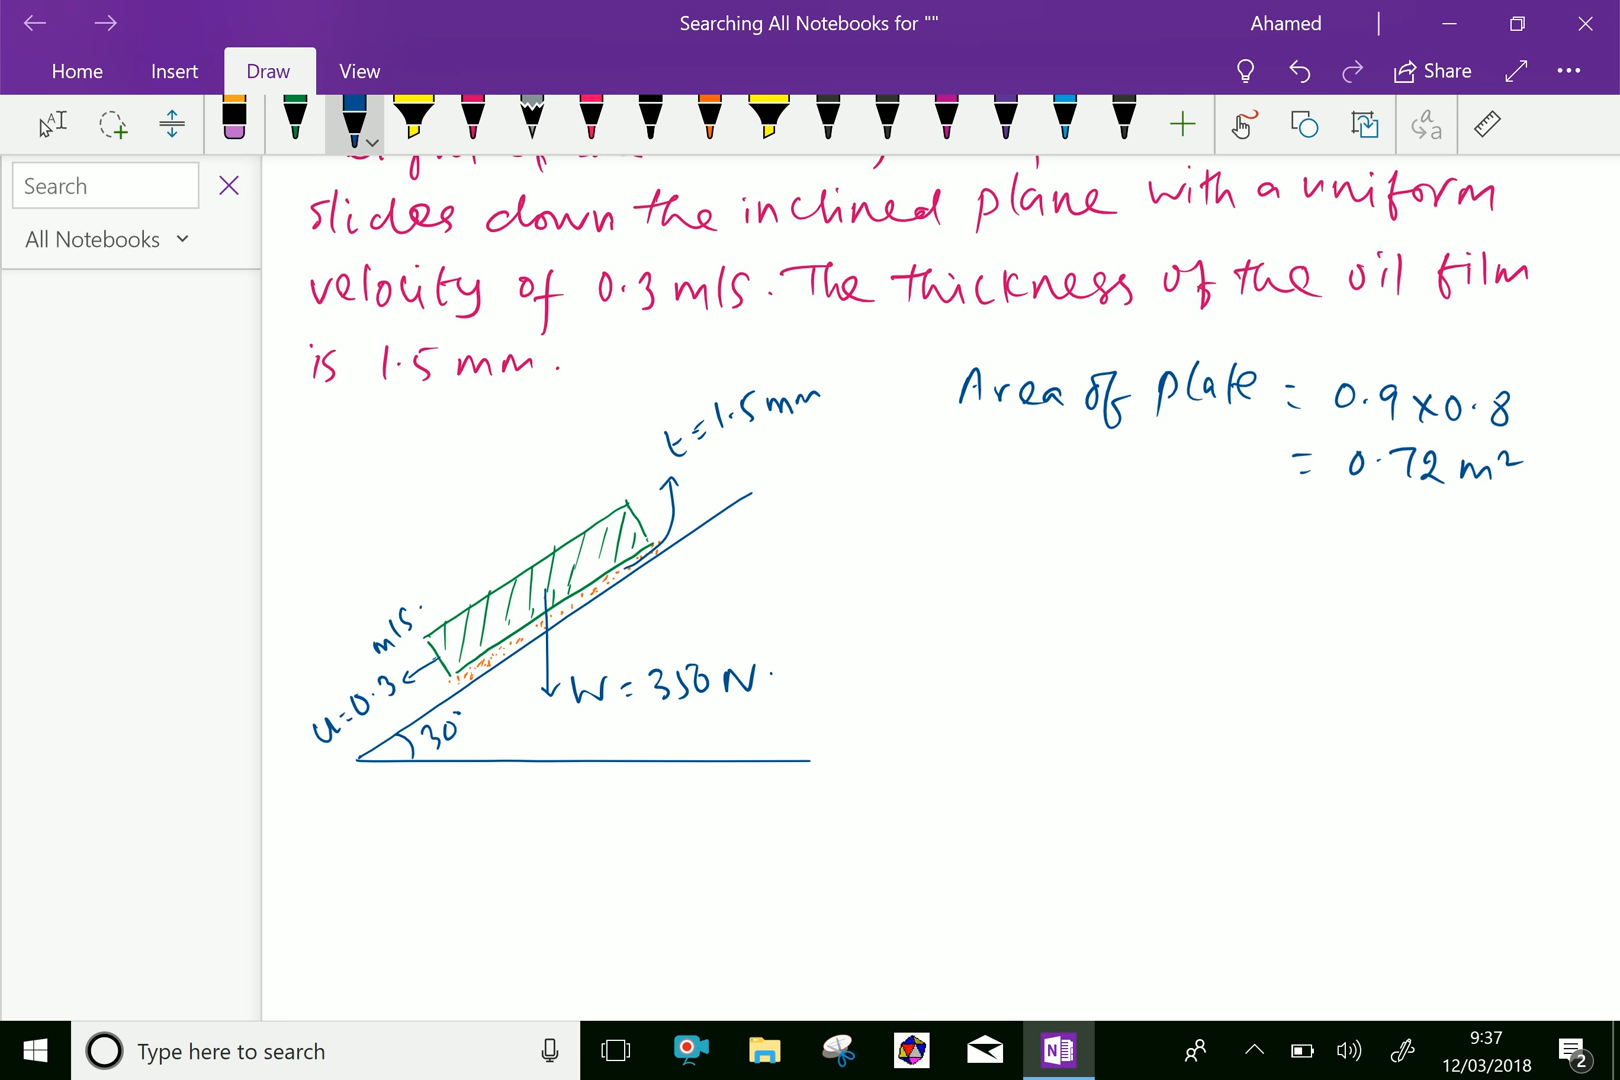 Searching All Notebooks for ""
Ahamed
Home Insert Draw View
Share
Search
All Notebooks
slides down the inclined plane with a uniform
velocity of 0.3 m/s. The thickness of the oil film
is 1.5 mm.
Area of plate = 0.9 x 0.8
= 0.72 m²
t = 1.5 mm
u = 0.3 m/s.
W = 350 N.
30°
Type here to search
9:37
12/03/2018
2